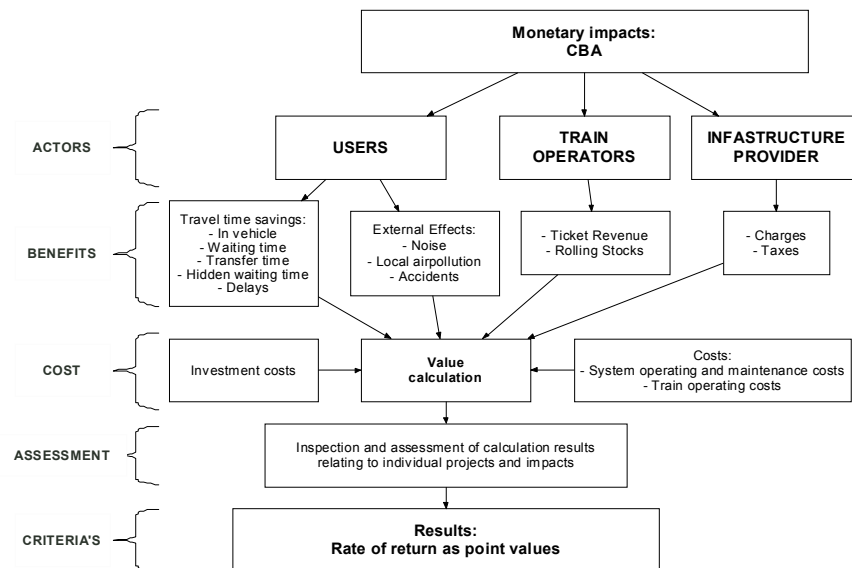 Monetary impacts:
CBA
ACTORS
USERS
TRAIN
OPERATORS
INFASTRUCTURE
PROVIDER
BENEFITS
Travel time savings:
- In vehicle
- Waiting time
- Transfer time
- Hidden waiting time
- Delays
External Effects:
- Noise
- Local airpollution
- Accidents
- Ticket Revenue
- Rolling Stocks
- Charges
- Taxes
COST
Investment costs
Value
calculation
Costs:
- System operating and maintenance costs
- Train operating costs
ASSESSMENT
Inspection and assessment of calculation results
relating to individual projects and impacts
CRITERIA'S
Results:
Rate of return as point values